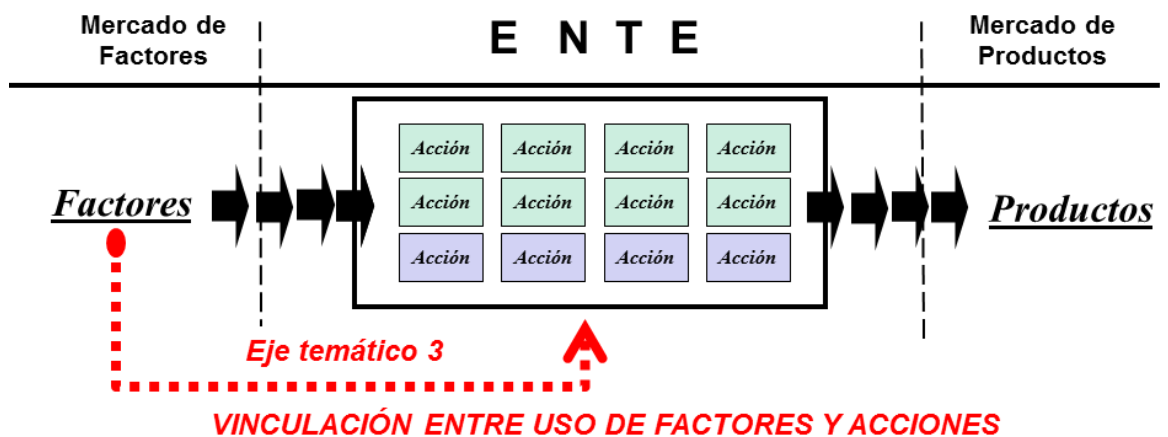 Mercado de
Factores
E N T E
Mercado de
Productos
Acción Acción Acción Acción
Factores
Acción Acción Acción Acción
Productos
Acción Acción Acción Acción
Eje temático 3
VINCULACIÓN ENTRE USO DE FACTORES Y ACCIONES